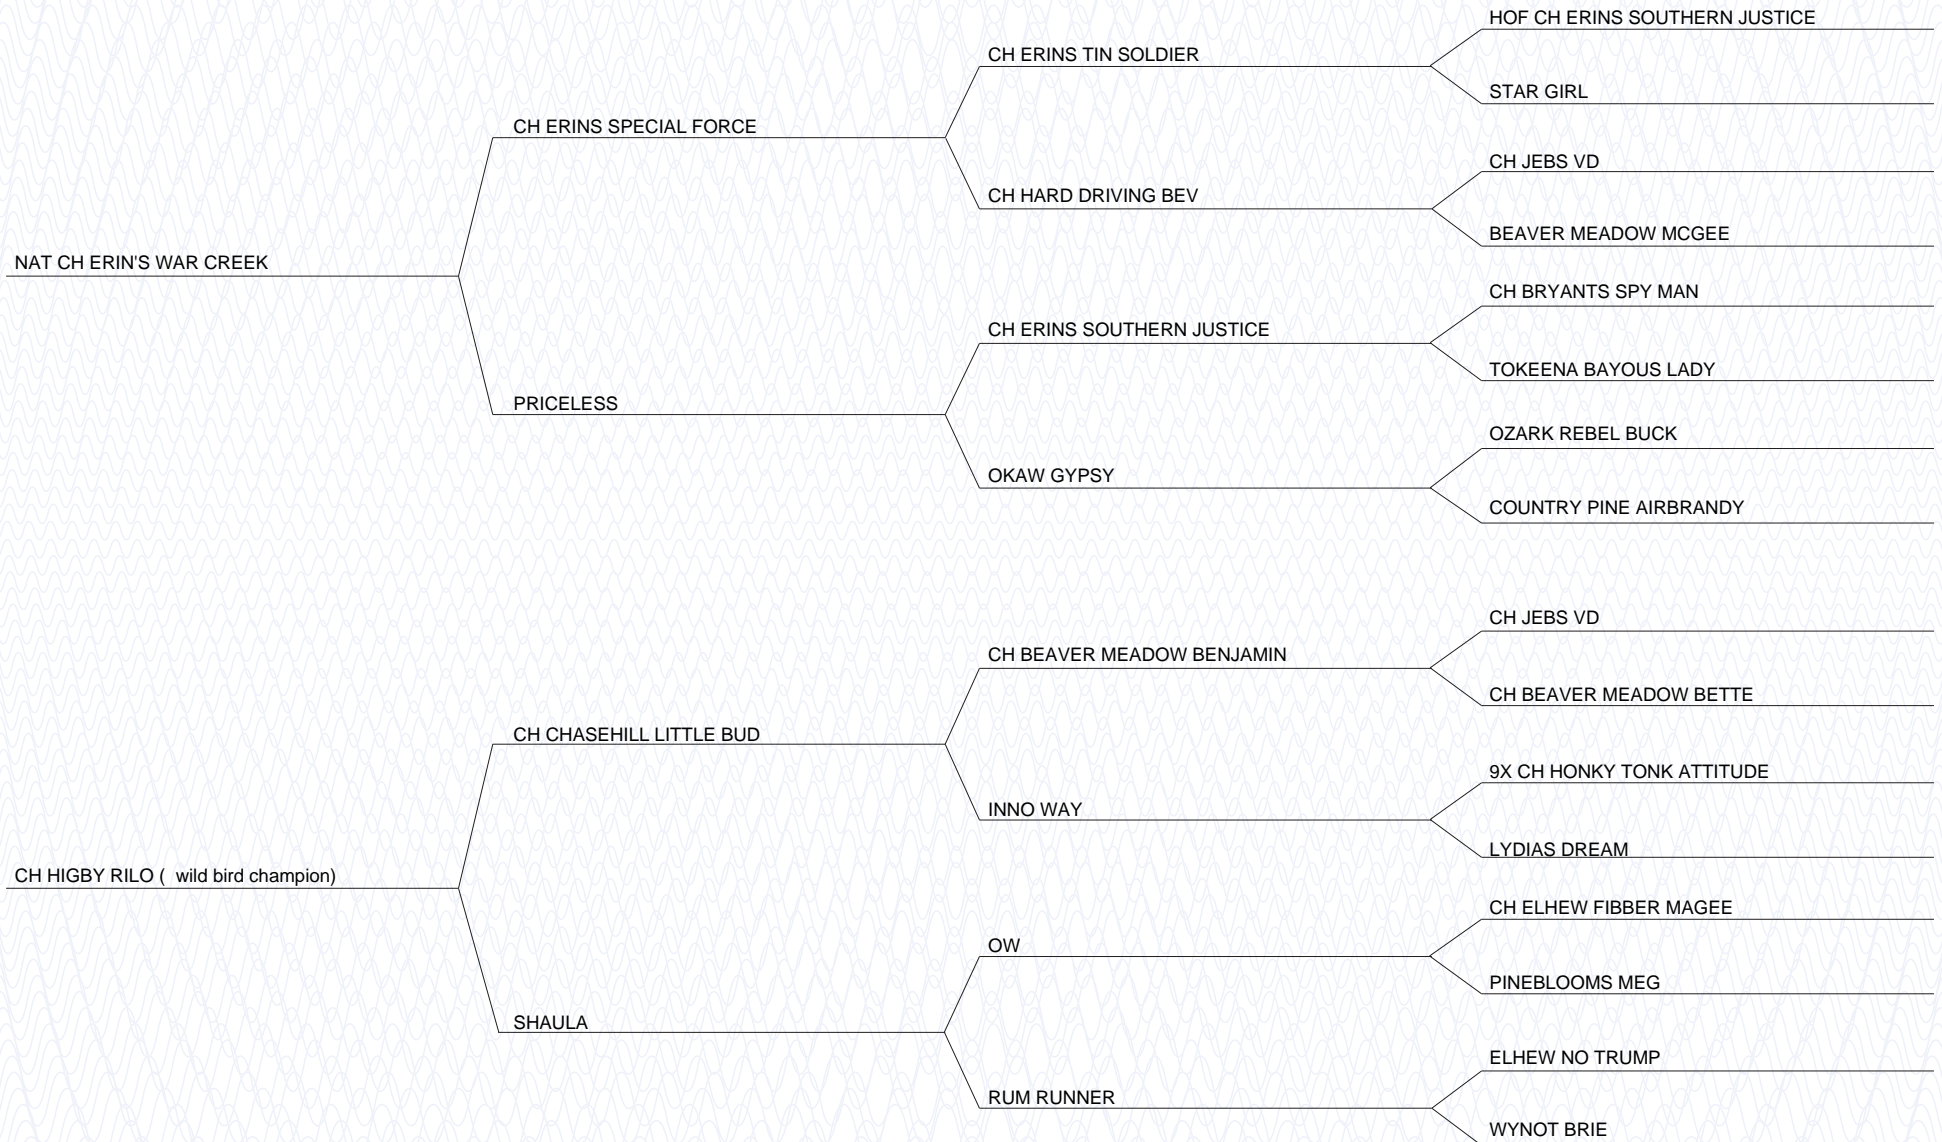 HOF CH ERINS SOUTHERN JUSTICE
CH ERINS TIN SOLDIER
STAR GIRL
CH ERINS SPECIAL FORCE
CH JEBS VD
CH HARD DRIVING BEV
BEAVER MEADOW MCGEE
NAT CH ERIN'S WAR CREEK
CH BRYANTS SPY MAN
CH ERINS SOUTHERN JUSTICE
TOKEENA BAYOUS LADY
PRICELESS
OZARK REBEL BUCK
OKAW GYPSY
COUNTRY PINE AIRBRANDY
CH JEBS VD
CH BEAVER MEADOW BENJAMIN
CH BEAVER MEADOW BETTE
CH CHASEHILL LITTLE BUD
9X CH HONKY TONK ATTITUDE
INNO WAY
LYDIAS DREAM
CH HIGBY RILO ( wild bird champion)
CH ELHEW FIBBER MAGEE
OW
PINEBLOOMS MEG
SHAULA
ELHEW NO TRUMP
RUM RUNNER
WYNOT BRIE